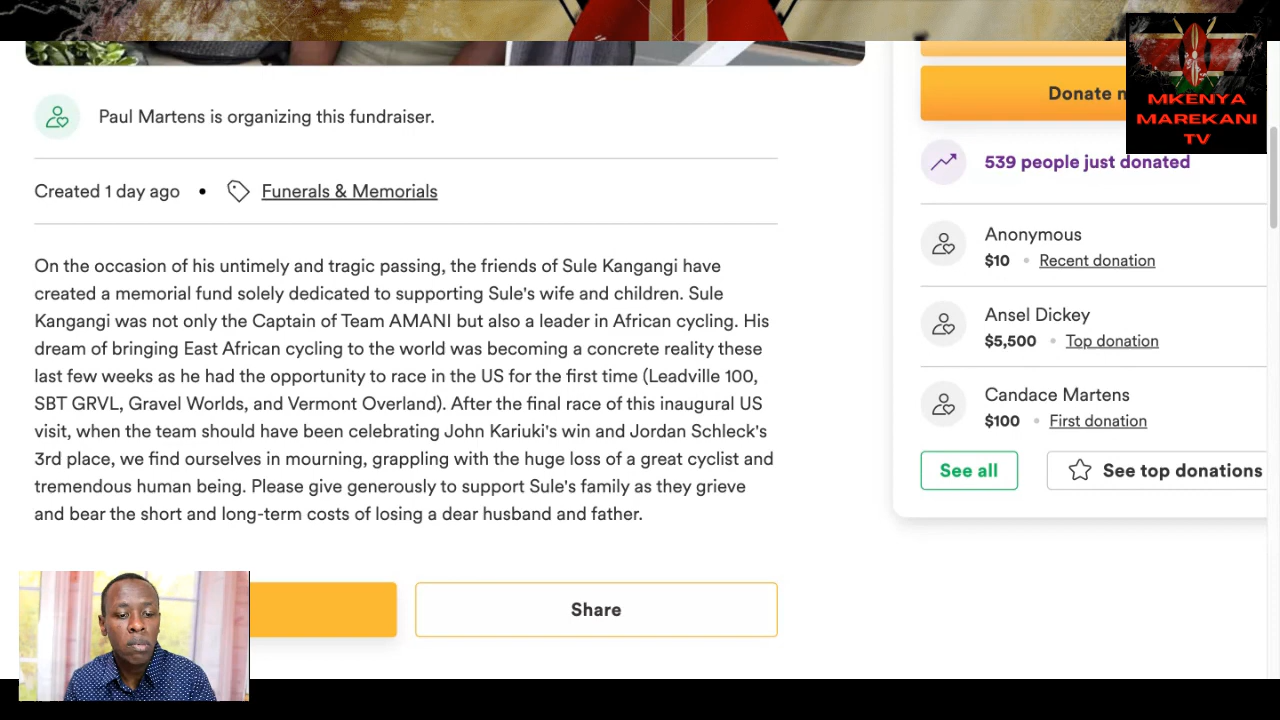 MKENYA
MAREKANI
TV
Paul Martens is organizing this fundraiser.
Created 1 day ago • Funerals & Memorials
On the occasion of his untimely and tragic passing, the friends of Sule Kangangi have
created a memorial fund solely dedicated to supporting Sule's wife and children. Sule
Kangangi was not only the Captain of Team AMANI but also a leader in African cycling. His
dream of bringing East African cycling to the world was becoming a concrete reality these
last few weeks as he had the opportunity to race in the US for the first time (Leadville 100,
SBT GRVL, Gravel Worlds, and Vermont Overland). After the final race of this inaugural US
visit, when the team should have been celebrating John Kariuki's win and Jordan Schleck's
3rd place, we find ourselves in mourning, grappling with the huge loss of a great cyclist and
tremendous human being. Please give generously to support Sule's family as they grieve
and bear the short and long-term costs of losing a dear husband and father.
Share
Donate
539 people just donated
Anonymous
$10 • Recent donation
Ansel Dickey
$5,500 • Top donation
Candace Martens
$100 • First donation
See all
See top donations